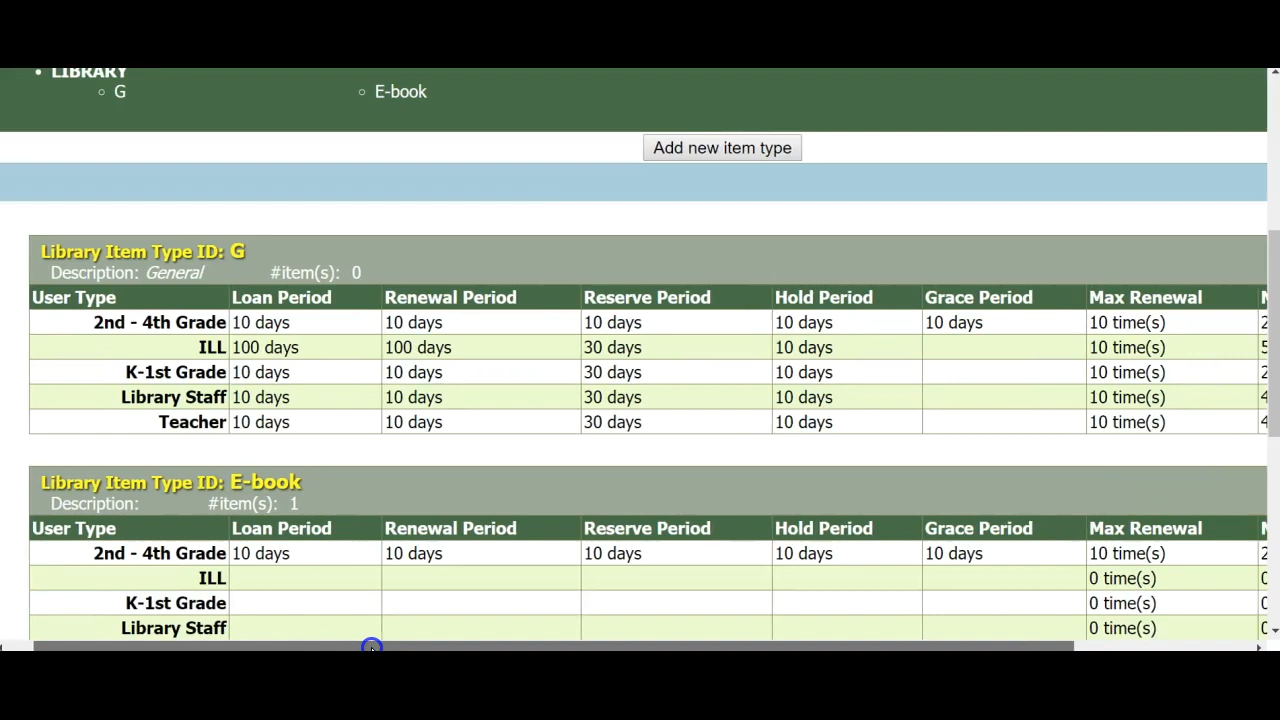 LIBRARY
G E-book
Add new item type
Library Item Type ID: G
Description: General #item(s): 0
User Type Loan Period Renewal Period Reserve Period Hold Period Grace Period Max Renewal
2nd - 4th Grade 10 days 10 days 10 days 10 days 10 days 10 time(s)
ILL 100 days 100 days 30 days 10 days 10 time(s)
K-1st Grade 10 days 10 days 30 days 10 days 10 time(s)
Library Staff 10 days 10 days 30 days 10 days 10 time(s)
Teacher 10 days 10 days 30 days 10 days 10 time(s)
Library Item Type ID: E-book
Description: #item(s): 1
User Type Loan Period Renewal Period Reserve Period Hold Period Grace Period Max Renewal
2nd - 4th Grade 10 days 10 days 10 days 10 days 10 days 10 time(s)
ILL 0 time(s)
K-1st Grade 0 time(s)
Library Staff 0 time(s)